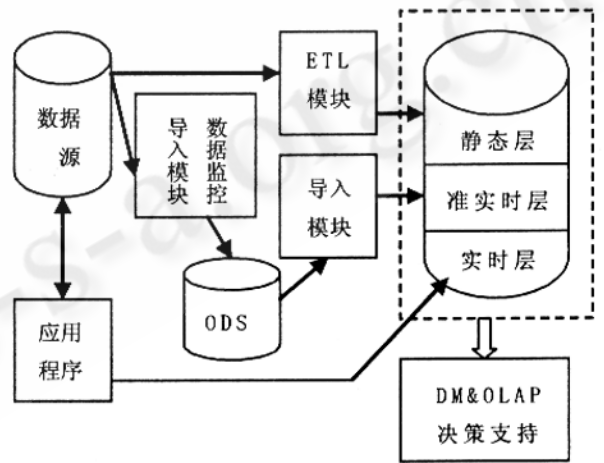 数据
源
ETL
模块
数据监控
导入模块
静态层
准实时层
实时层
导入
模块
ODS
应用
程序
DM&OLAP
决策支持